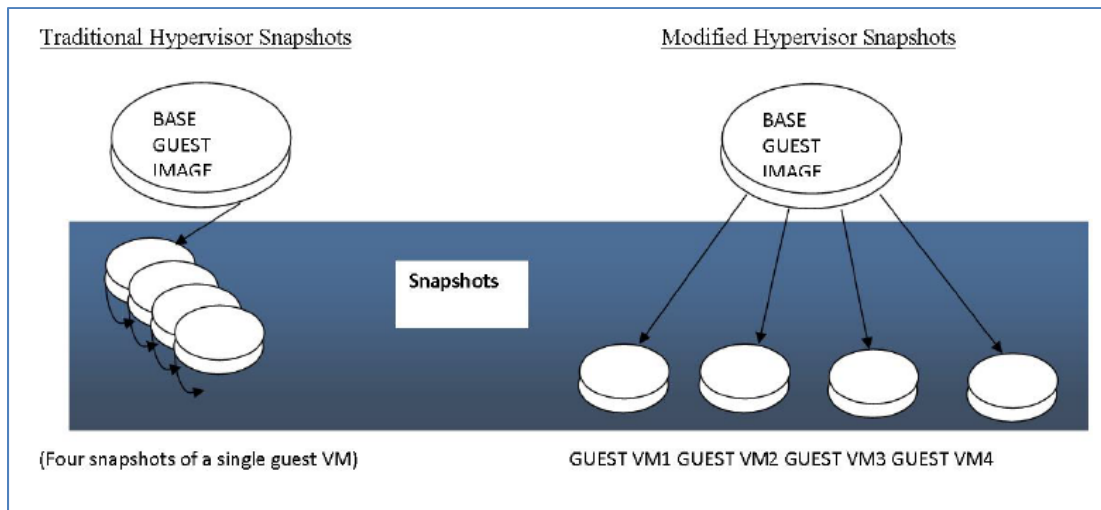 Traditional Hypervisor Snapshots
Modified Hypervisor Snapshots
BASE
GUEST
IMAGE
BASE
GUEST
IMAGE
Snapshots
(Four snapshots of a single guest VM)
GUEST VM1 GUEST VM2 GUEST VM3 GUEST VM4